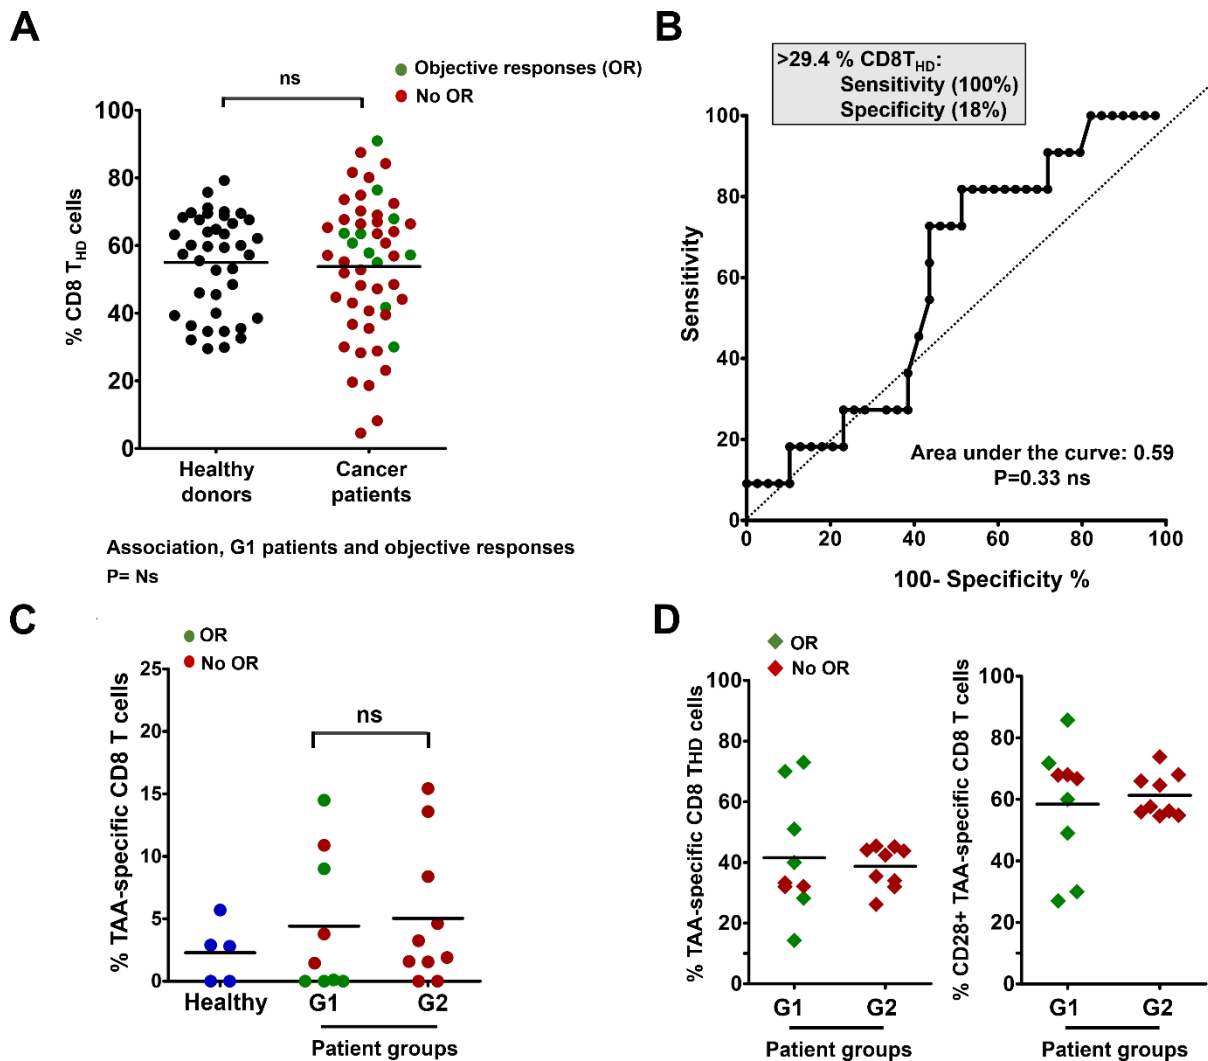 A
Objective responses (OR)
No OR
ns
100
80
60
40
20
0
% CD8 THD cells
Healthy
donors
Cancer
patients
Association, G1 patients and objective responses
P= Ns
B
>29.4 % CD8THD:
Sensitivity (100%)
Specificity (18%)
100
80
60
40
20
0
Sensitivity
Area under the curve: 0.59
P=0.33 ns
0 20 40 60 80 100
100- Specificity %
C
OR
No OR
25
20
15
10
5
0
% TAA-specific CD8 T cells
ns
Healthy G1 G2
Patient groups
D
OR
No OR
100
80
60
40
20
0
% TAA-specific CD8 THD cells
G1 G2
Patient groups
100
80
60
40
20
0
% CD28+ TAA-specific CD8 T cells
G1 G2
Patient groups